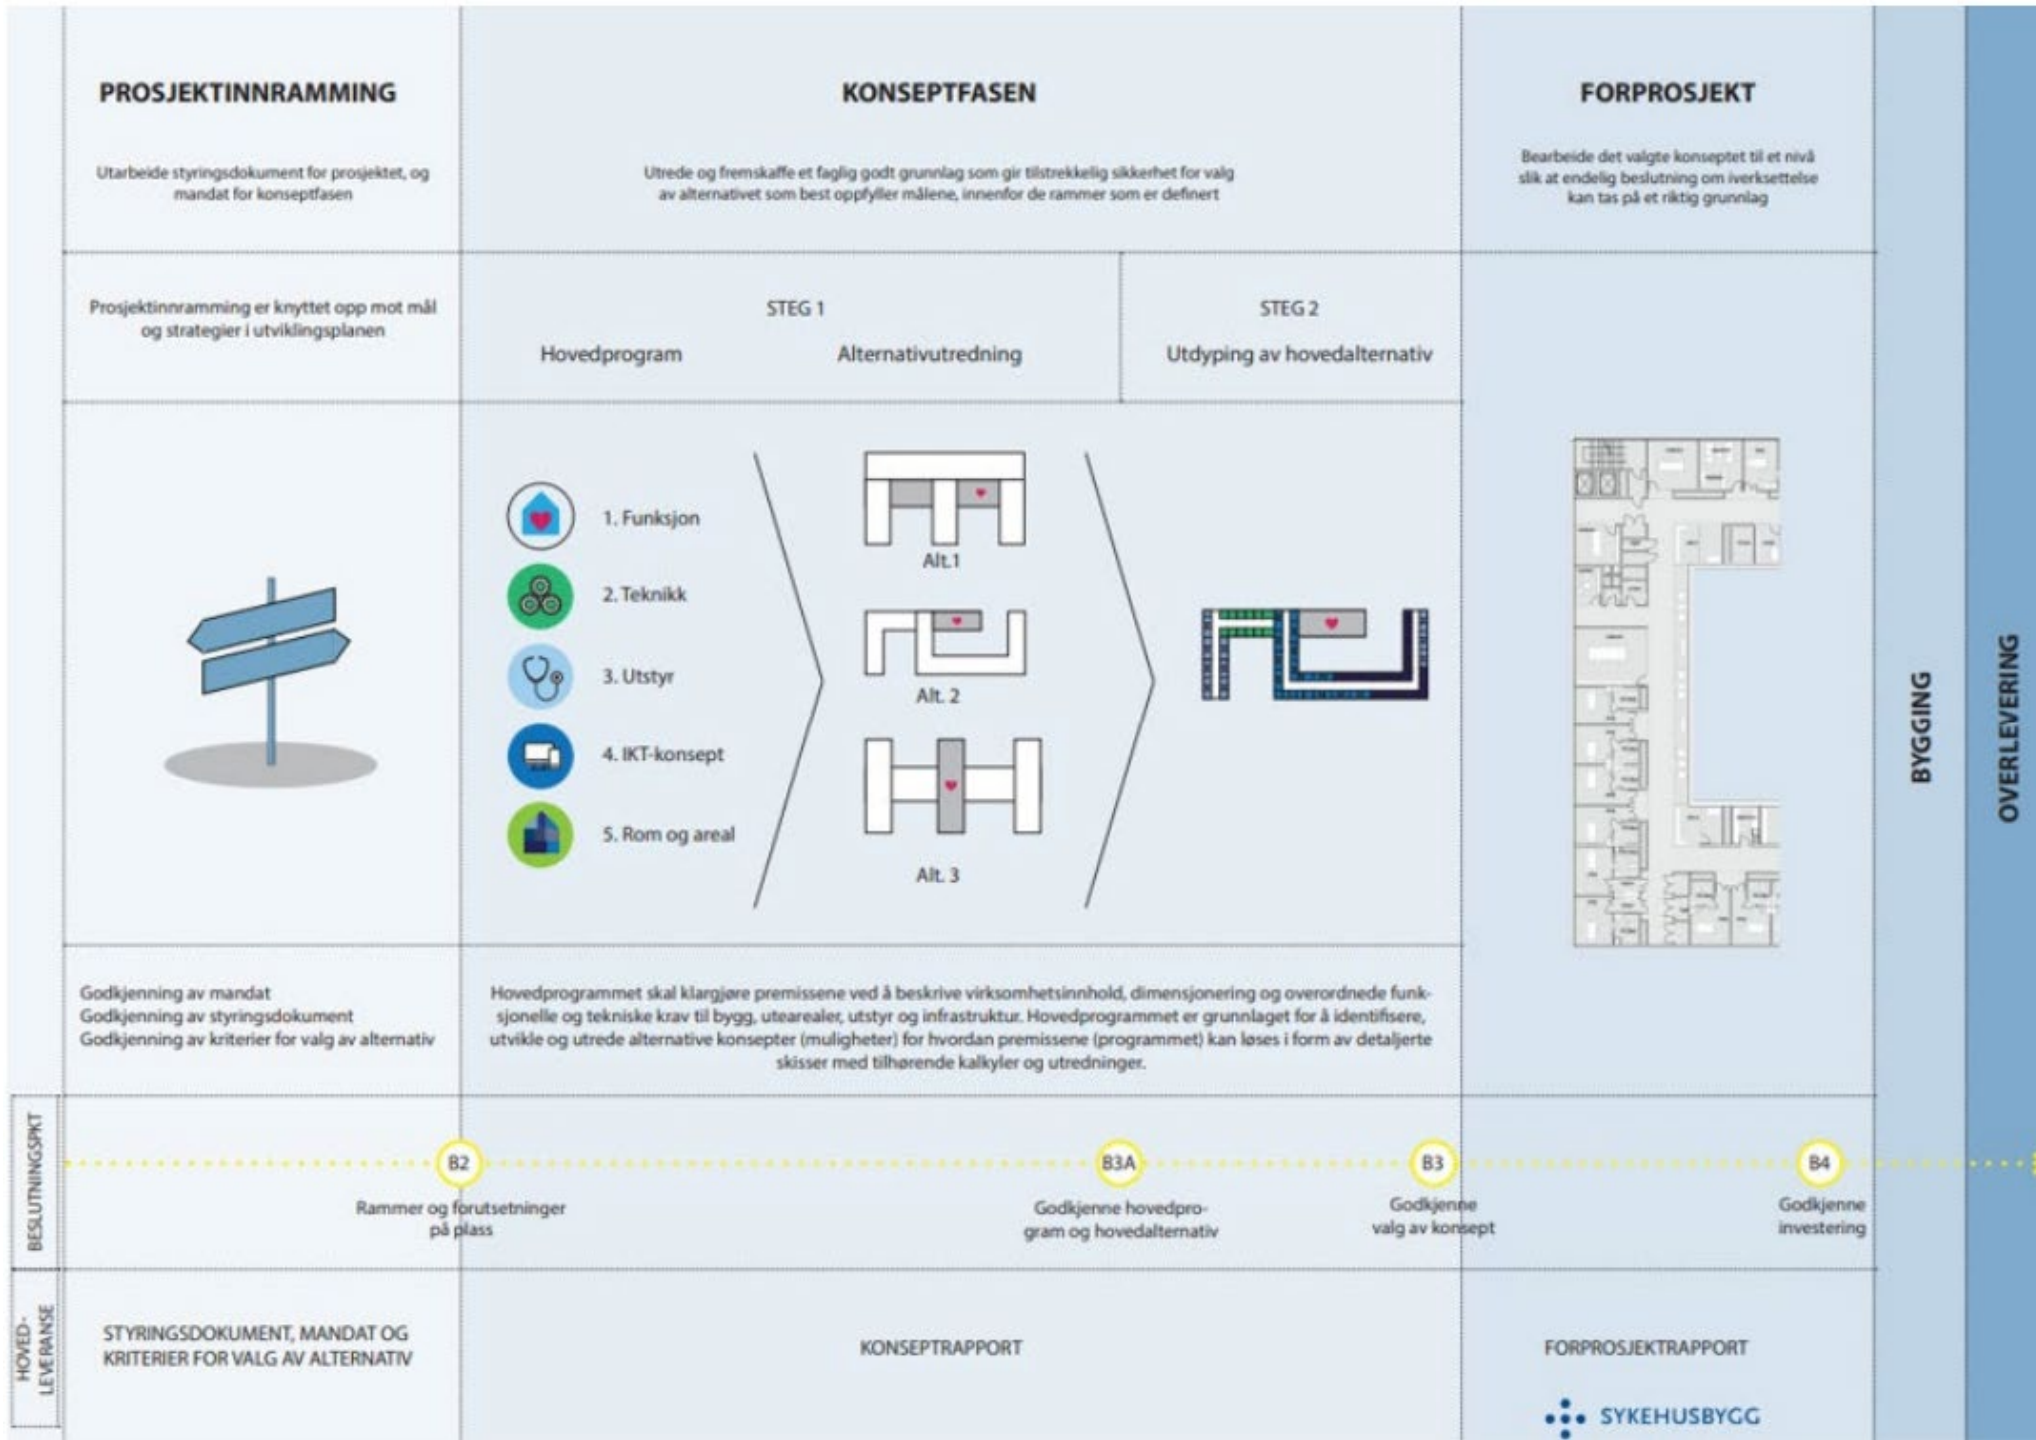 PROSJEKTINNRAMMING
Utarbeide styringsdokument for prosjektet, og
mandat for konseptfasen
KONSEPTFASEN
Utrede og fremskaffe et faglig godt grunnlag som gir tilstrekkelig sikkerhet for valg
av alternativet som best oppfyller målene, innenfor de rammer som er definert
FORPROSJEKT
Bearbeide det valgte konseptet til et nivå
slik at endelig beslutning om iverksettelse
kan tas på et riktig grunnlag
Prosjektinnramming er knyttet opp mot mål
og strategier i utviklingsplanen
STEG 1
Hovedprogram
Alternativutredning
STEG 2
Utdyping av hovedalternativ
1. Funksjon
2. Teknikk
3. Utstyr
4. IKT-konsept
5. Rom og areal
Alt.1
Alt. 2
Alt. 3
BYGGING
OVERLEVERING
Godkjenning av mandat
Godkjenning av styringsdokument
Godkjenning av kriterier for valg av alternativ
Hovedprogrammet skal klargjøre premissene ved å beskrive virksomhetsinnhold, dimensjonering og overordnede funk-
sjonelle og tekniske krav til bygg, utearealer, utstyr og infrastruktur. Hovedprogrammet er grunnlaget for å identifisere,
utvikle og utrede alternative konsepter (muligheter) for hvordan premissene (programmet) kan løses i form av detaljerte
skisser med tilhørende kalkyler og utredninger.
BESLUTNINGSPKT
B2
Rammer og forutsetninger
på plass
B3A
Godkjenne hovedpro-
gram og hovedalternativ
B3
Godkjenne
valg av konsept
B4
Godkjenne
investering
HOVED-
LEVERANSE
STYRINGSDOKUMENT, MANDAT OG
KRITERIER FOR VALG AV ALTERNATIV
KONSEPTRAPPORT
FORPROSJEKTRAPPORT
SYKEHUSBYGG